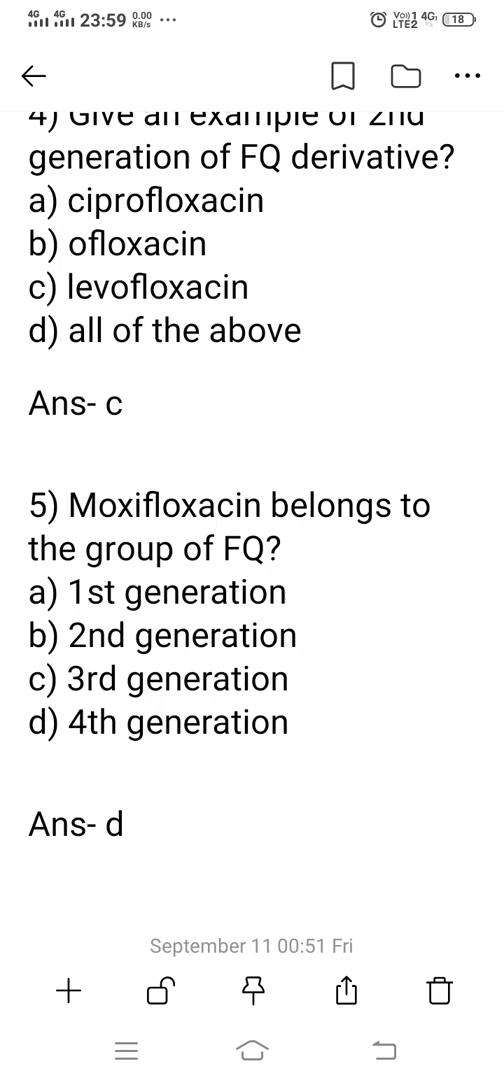 4G 4G 23:59 0.00 KB/s ... Vo))1 4G LTE2 18
4) Give an example of 2nd
generation of FQ derivative?
a) ciprofloxacin
b) ofloxacin
c) levofloxacin
d) all of the above
Ans- c
5) Moxifloxacin belongs to
the group of FQ?
a) 1st generation
b) 2nd generation
c) 3rd generation
d) 4th generation
Ans- d
September 11 00:51 Fri